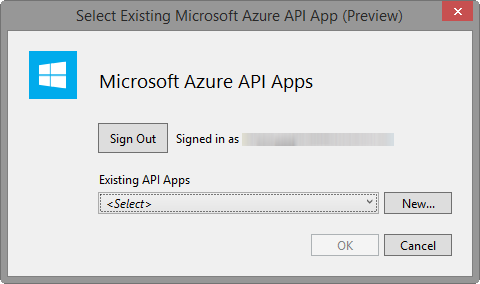 Select Existing Microsoft Azure API App (Preview)
Microsoft Azure API Apps
Sign Out Signed in as
Existing API Apps
<Select> New...
OK Cancel